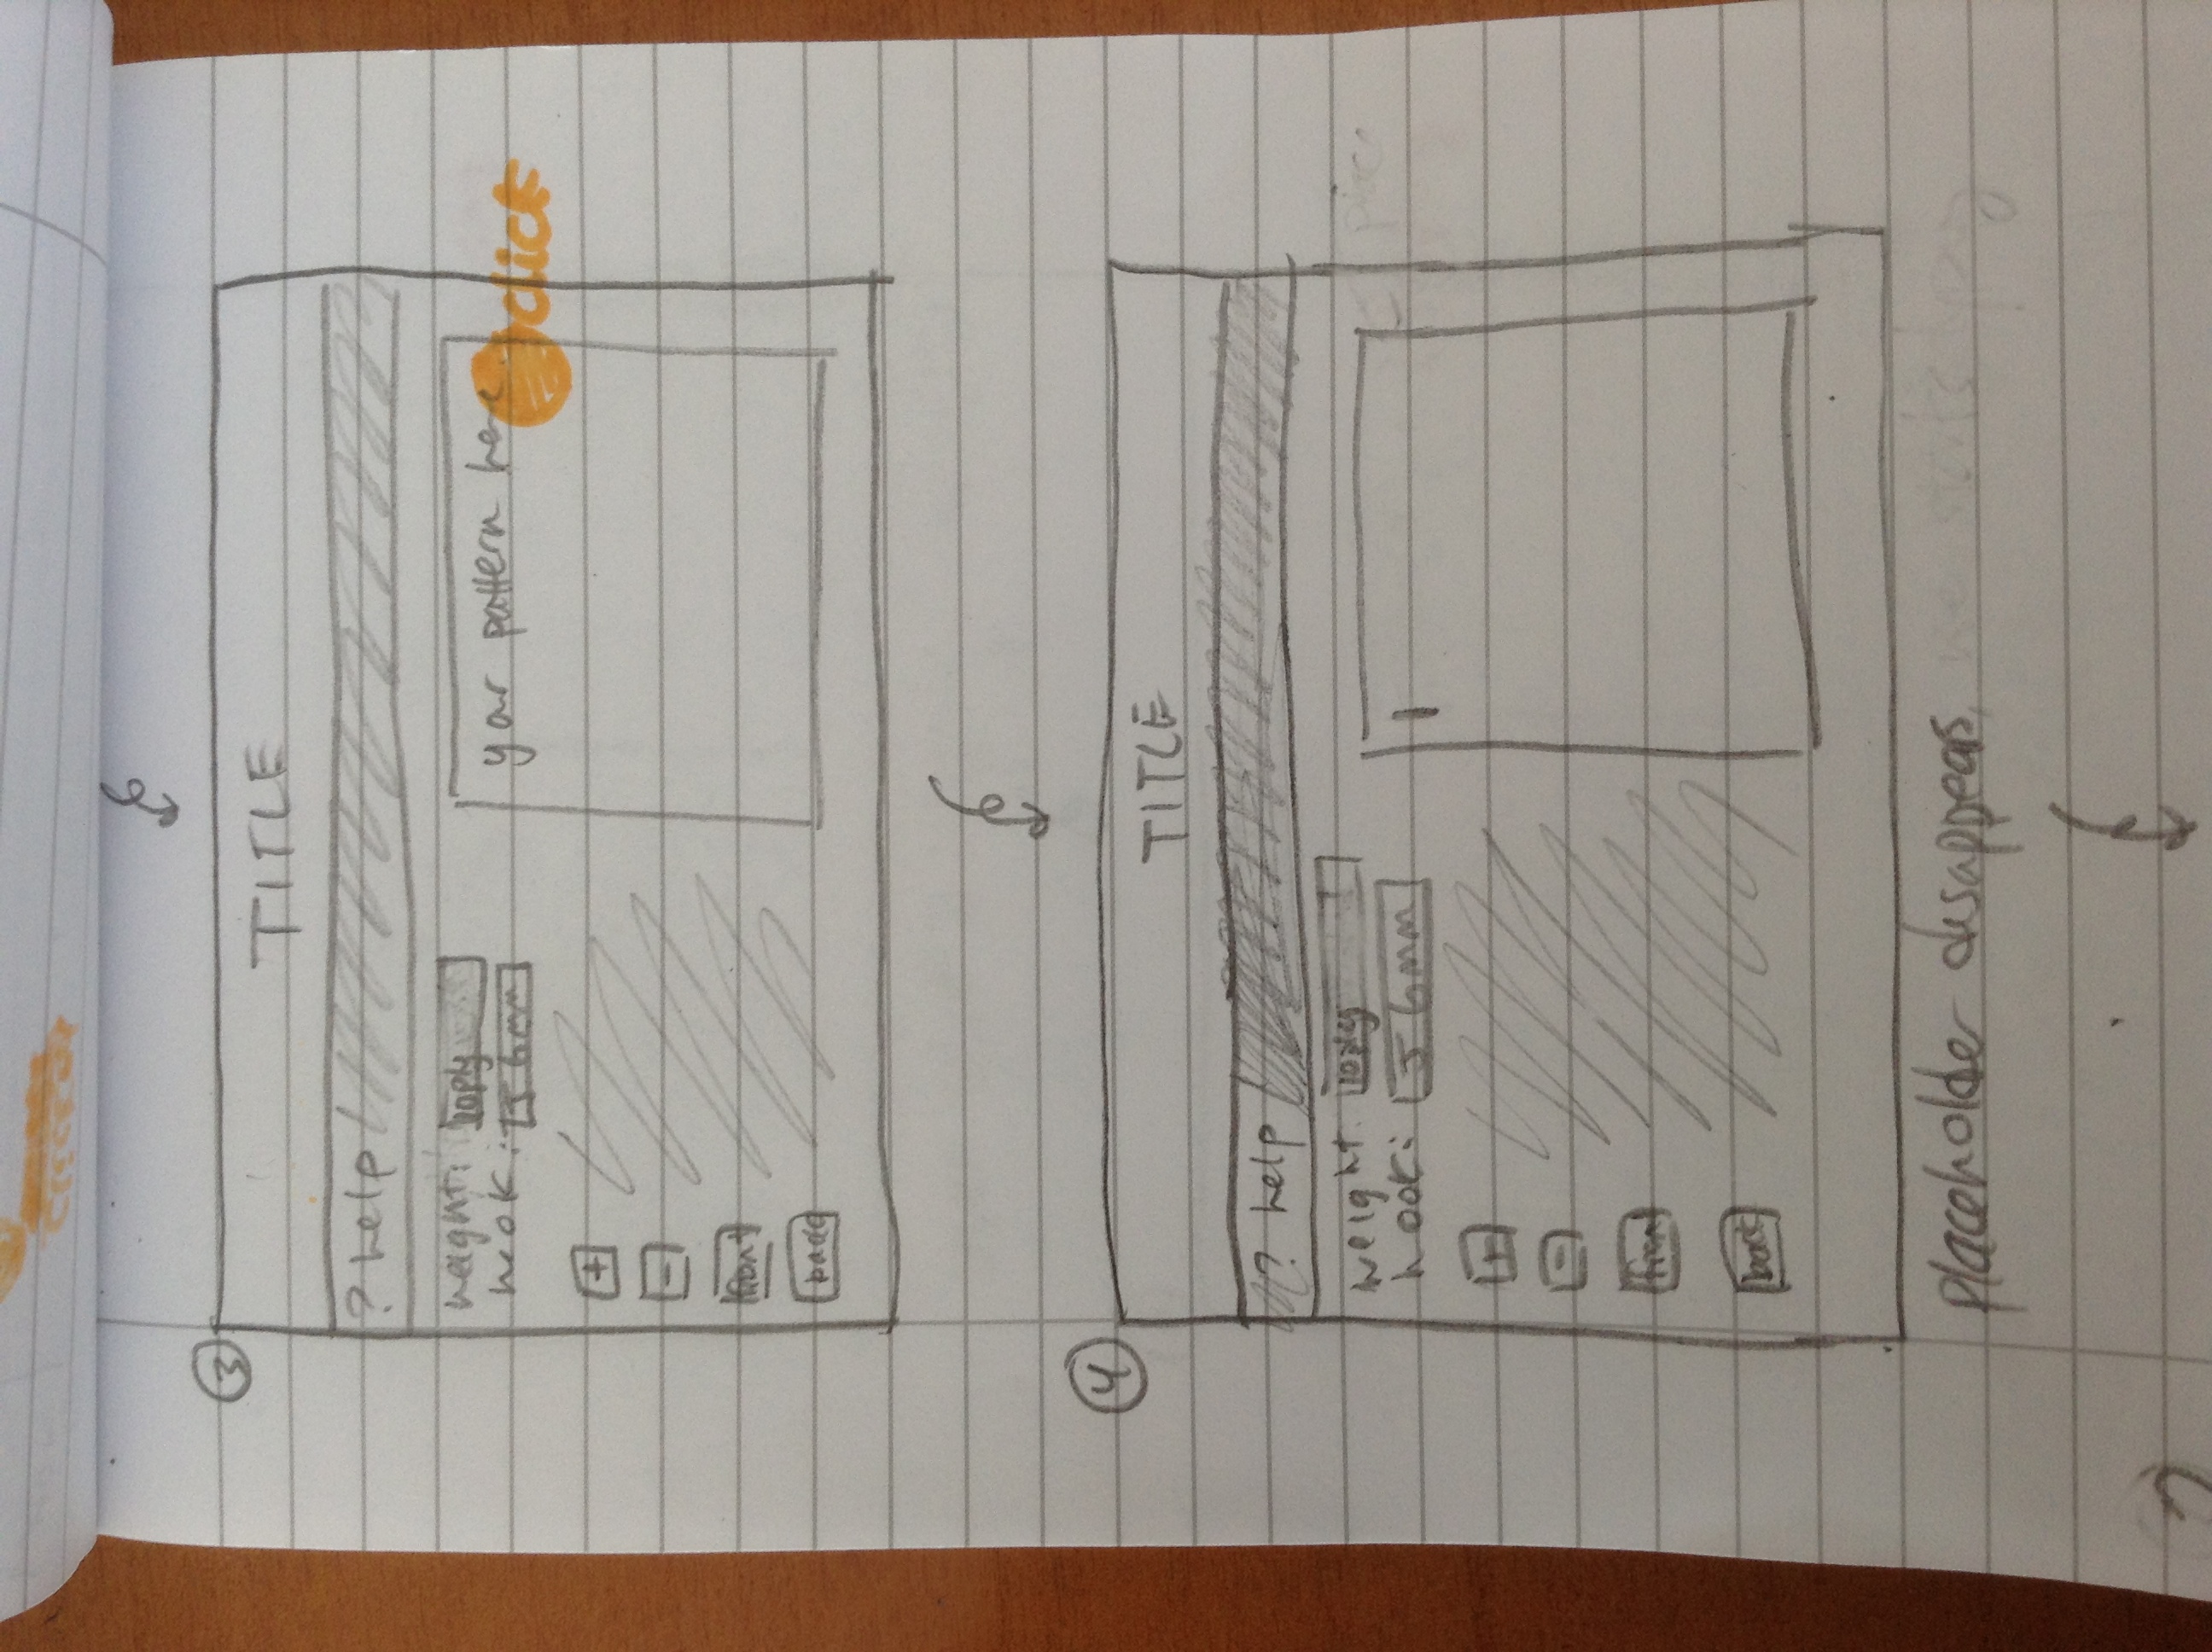 3
TITLE
? help
weight: 10ply
hook: J 6mm
your pattern here.
click
+
-
front
back
4
TITLE
? help
weight: 10ply
hook: J 6mm
+
-
front
back
placeholder disappears,